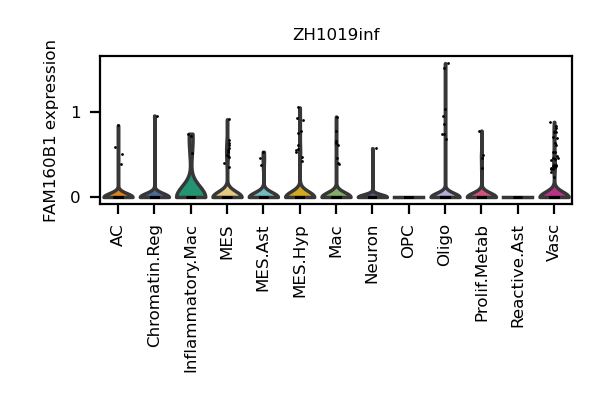 ZH1019inf
FAM160B1 expression
1
0
AC
Chromatin.Reg
Inflammatory.Mac
MES
MES.Ast
MES.Hyp
Mac
Neuron
OPC
Oligo
Prolif.Metab
Reactive.Ast
Vasc